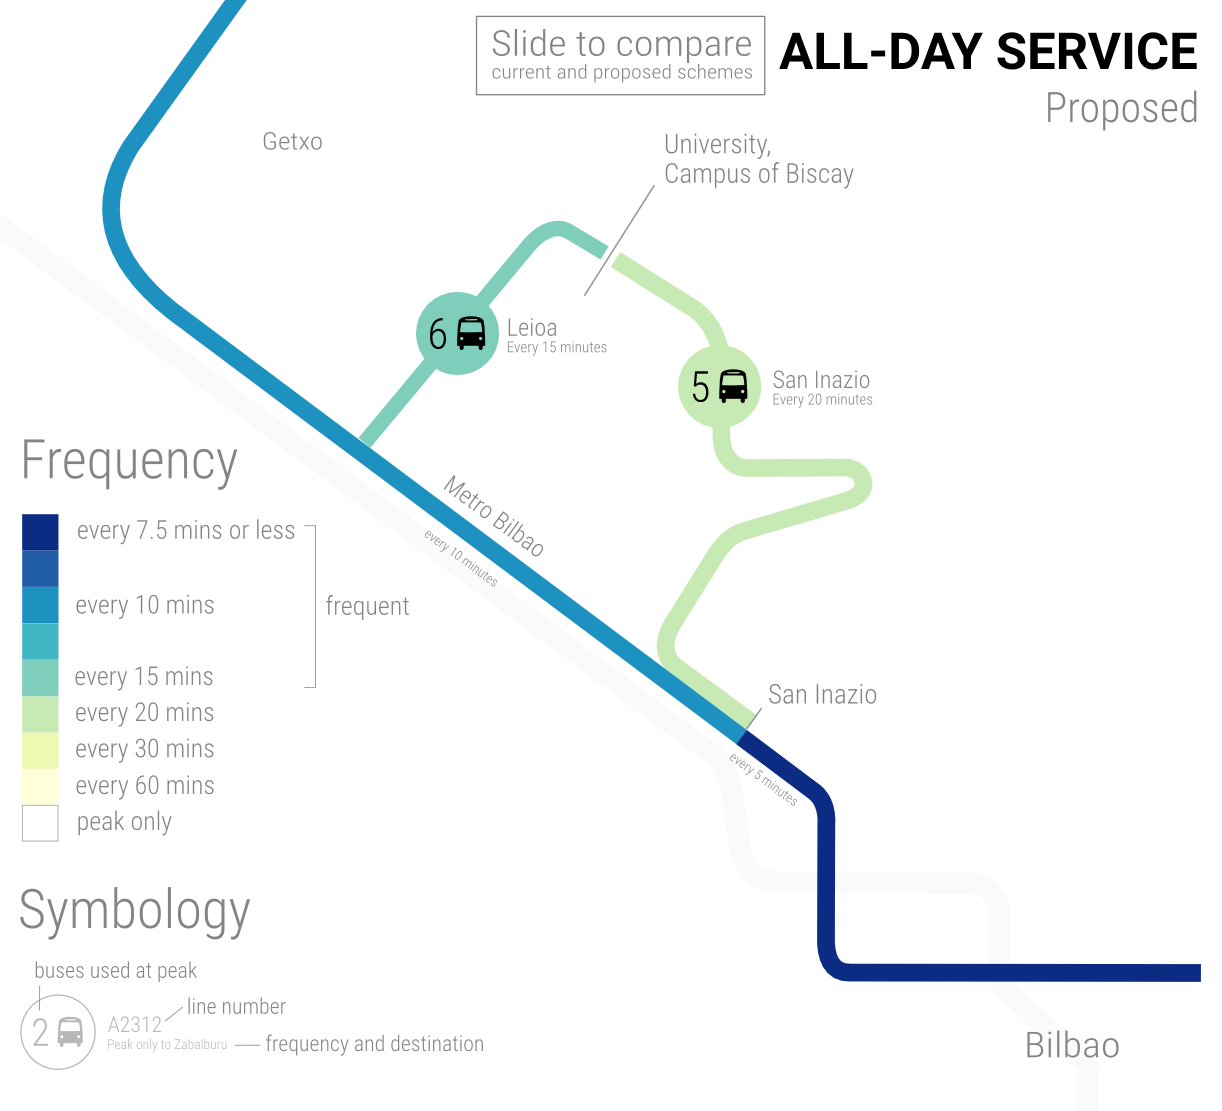 Slide to compare
current and proposed schemes
ALL-DAY SERVICE
Proposed
Getxo
University,
Campus of Biscay
6
Leioa
Every 15 minutes
5
San Inazio
Every 20 minutes
Metro Bilbao
every 10 minutes
San Inazio
every 5 minutes
Bilbao
Frequency
every 7.5 mins or less
every 10 mins
frequent
every 15 mins
every 20 mins
every 30 mins
every 60 mins
peak only
Symbology
buses used at peak
line number
2
A2312
Peak only to Zabalburu
frequency and destination